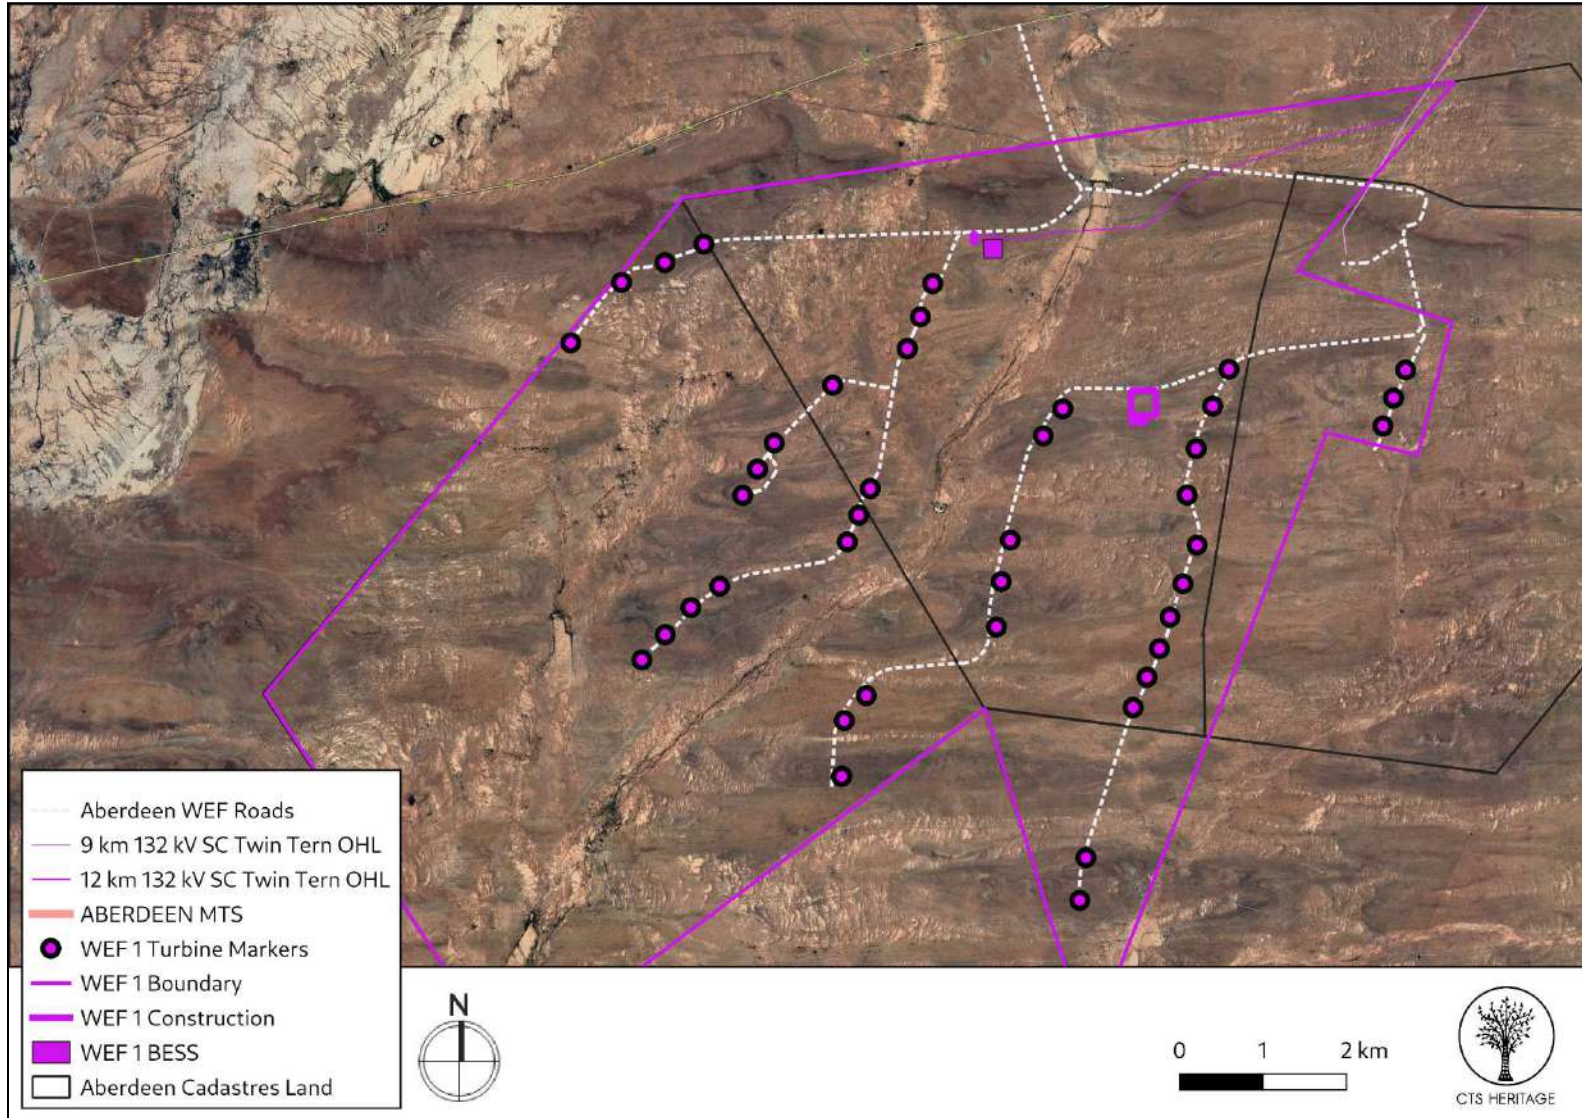 Aberdeen WEF Roads
9 km 132 kV SC Twin Tern OHL
12 km 132 kV SC Twin Tern OHL
ABERDEEN MTS
WEF 1 Turbine Markers
WEF 1 Boundary
WEF 1 Construction
WEF 1 BESS
Aberdeen Cadastres Land
N
0 1 2 km
CTS HERITAGE